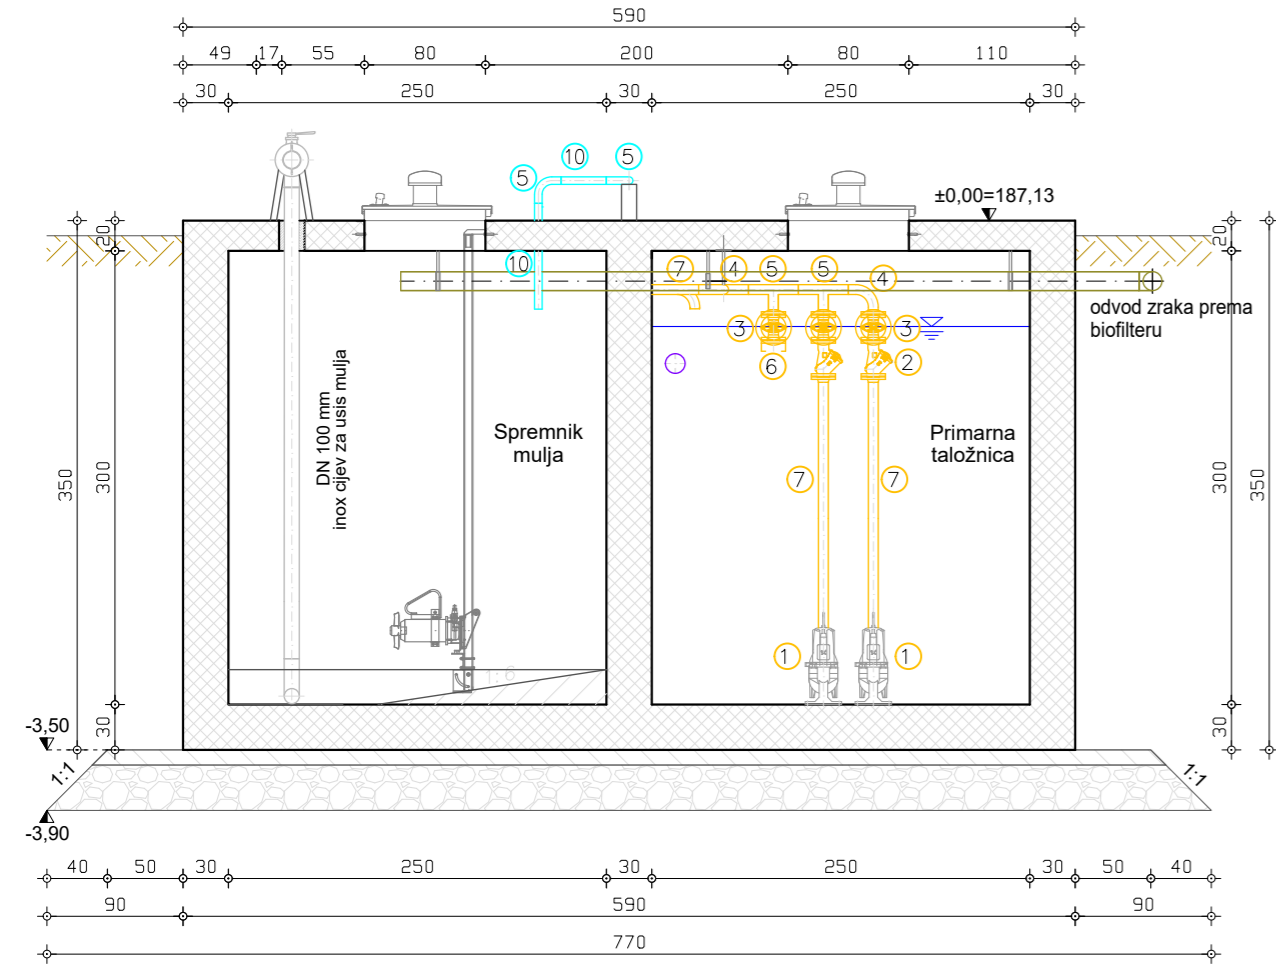 590
49 17 55 80 200 80 110
30 250 30 250 30
5 10 5
±0,00=187,13
20 20
10 7 4 5 5 4
odvod zraka prema
biofilteru
3 3
6 2
DN 100 mm
inox cijev za usis mulja
Spremnik
mulja
Primarna
taložnica
350 300 300 350
7 7
1 1
1:6
30 30
-3,50
1:1 1:1
-3,90
40 50 30 250 30 250 30 50 40
90 590 90
770